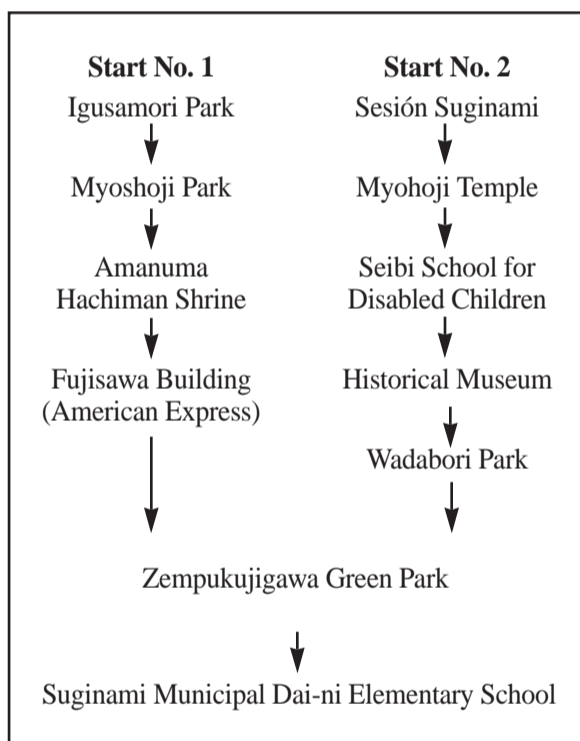 Start No. 1
Igusamori Park
Myoshoji Park
Amanuma
Hachiman Shrine
Fujisawa Building
(American Express)
Start No. 2
Sesión Suginami
Myohoji Temple
Seibi School for
Disabled Children
Historical Museum
Wadabori Park
Zempukujigawa Green Park
Suginami Municipal Dai-ni Elementary School